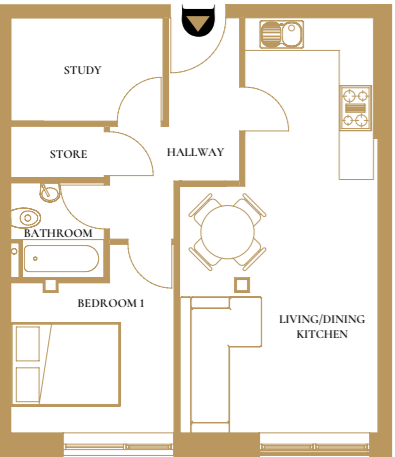 STUDY
STORE
HALLWAY
BATHROOM
BEDROOM 1
LIVING/DINING
KITCHEN